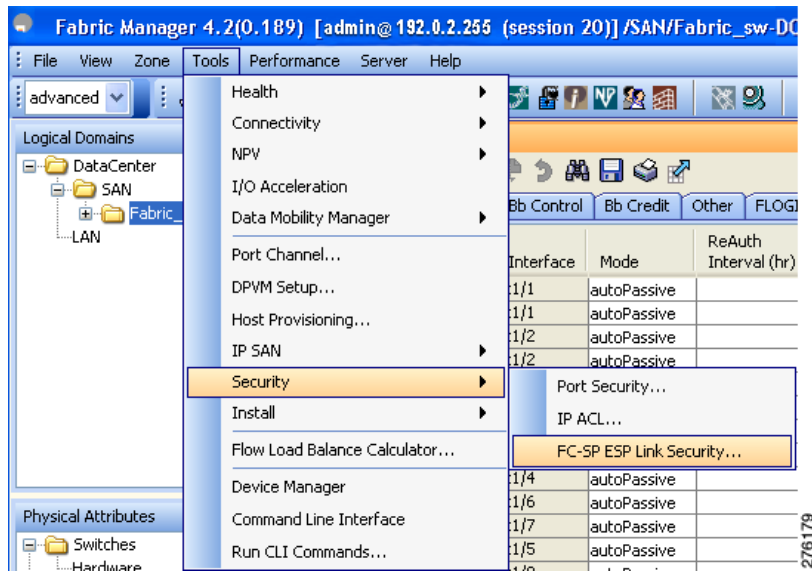 Fabric Manager 4.2(0.189) [admin@192.0.2.255 (session 20)] /SAN/Fabric_sw-DC
File View Zone Tools Performance Server Help
advanced
Logical Domains
DataCenter
SAN
Fabric_
LAN
Health
Connectivity
NPV
I/O Acceleration
Data Mobility Manager
Port Channel...
DPVM Setup...
Host Provisioning...
IP SAN
Security
Install
Flow Load Balance Calculator...
Device Manager
Command Line Interface
Run CLI Commands...
Port Security...
IP ACL...
FC-SP ESP Link Security...
Bb Control Bb Credit Other FLOGI
Interface Mode ReAuth
Interval (hr)
:1/1 autoPassive
:1/1 autoPassive
:1/2 autoPassive
:1/2 autoPassive
:1/4 autoPassive
:1/6 autoPassive
:1/7 autoPassive
:1/5 autoPassive
Physical Attributes
Switches
Hardware
276179